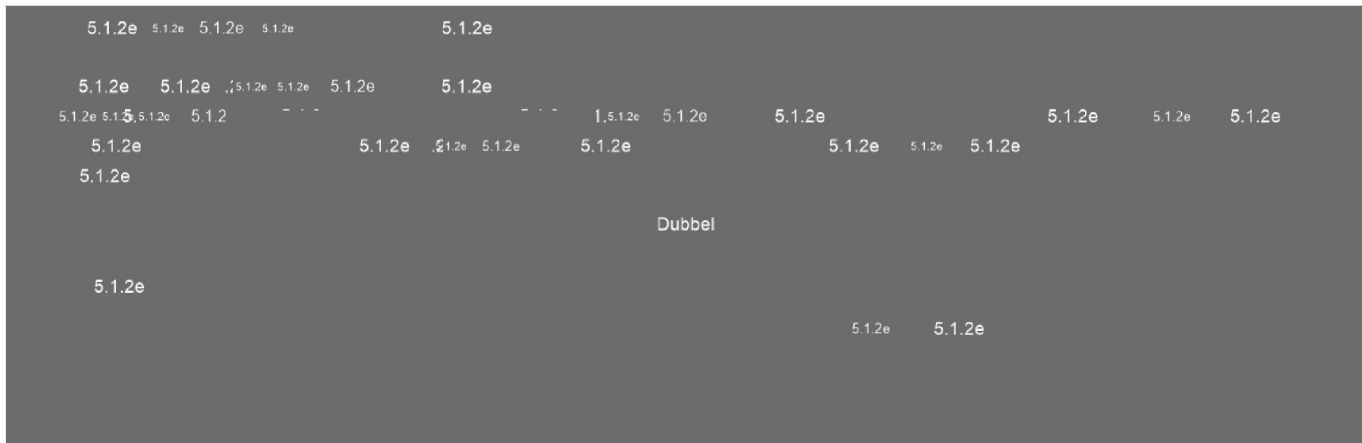 5.1.2e 5.1.2e 5.1.2e 5.1.2e 5.1.2e
5.1.2e 5.1.2e 5.1.2e 5.1.2e 5.1.2e 5.1.2e
5.1.2e 5.1.2e 5.1.2 5.1.2e 5.1.2e 5.1.2e 5.1.2e 5.1.2e 5.1.2e
5.1.2e 5.1.2e 5.1.2e 5.1.2e 5.1.2e 5.1.2e 5.1.2e
5.1.2e
Dubbel
5.1.2e
5.1.2e 5.1.2e